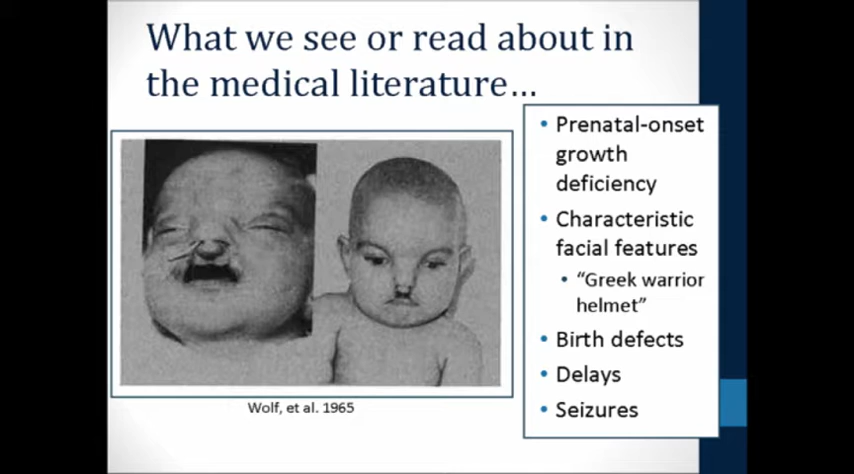 What we see or read about in
the medical literature…
• Prenatal-onset
growth
deficiency
• Characteristic
facial features
• “Greek warrior
helmet”
• Birth defects
• Delays
• Seizures
Wolf, et al. 1965